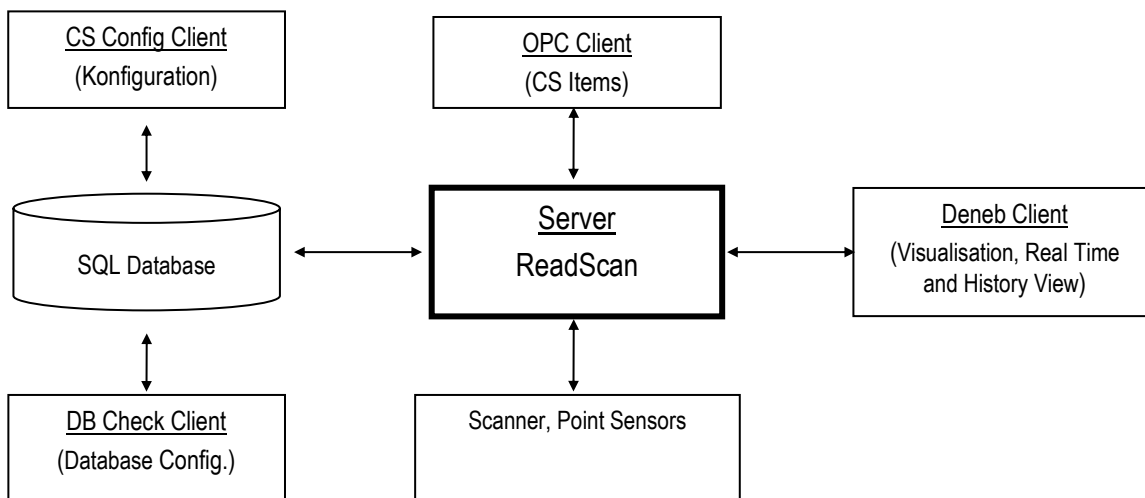 CS Config Client
(Konfiguration)
OPC Client
(CS Items)
SQL Database
Server
ReadScan
Deneb Client
(Visualisation, Real Time
and History View)
DB Check Client
(Database Config.)
Scanner, Point Sensors